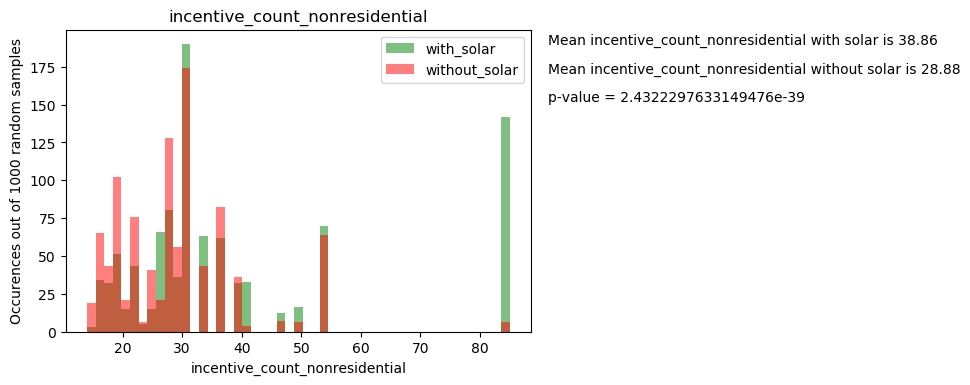 incentive_count_nonresidential
Occurences out of 1000 random samples
175
150
125
100
75
50
25
0
with_solar
without_solar
20
30
40
50
60
70
80
incentive_count_nonresidential
Mean incentive_count_nonresidential with solar is 38.86
Mean incentive_count_nonresidential without solar is 28.88
p-value = 2.4322297633149476e-39